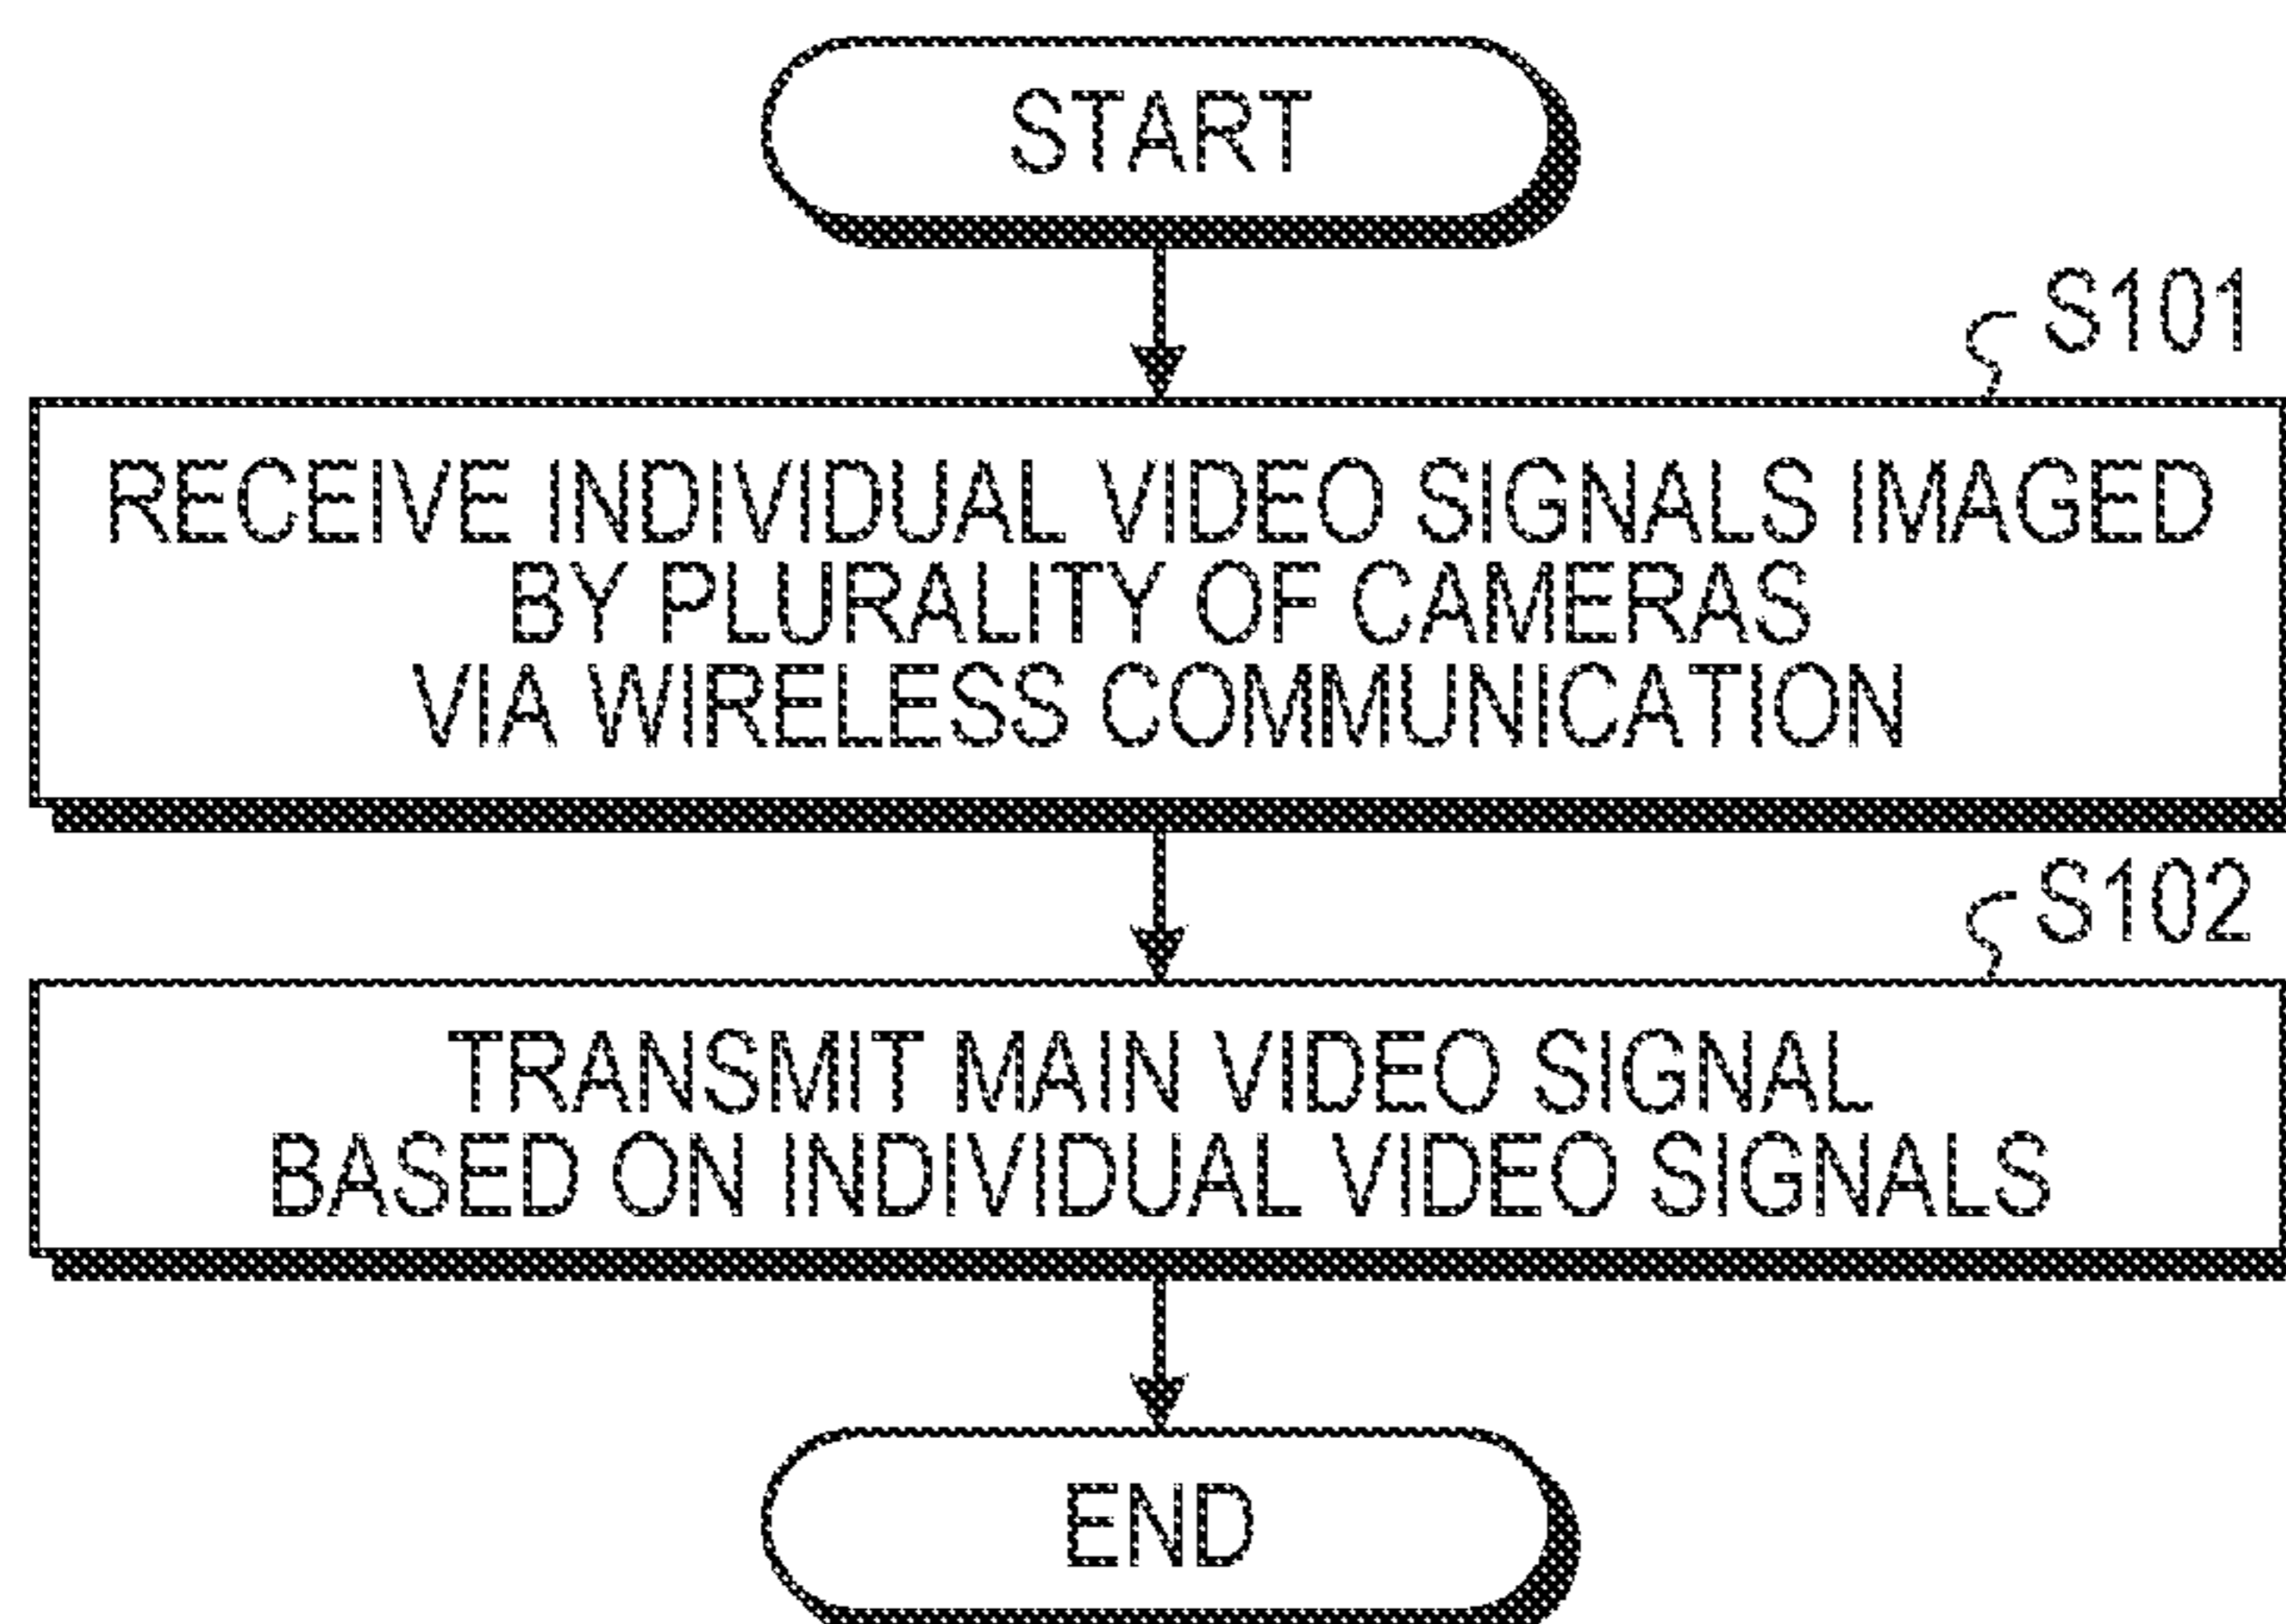 START
S101
RECEIVE INDIVIDUAL VIDEO SIGNALS IMAGED
BY PLURALITY OF CAMERAS
VIA WIRELESS COMMUNICATION
S102
TRANSMIT MAIN VIDEO SIGNAL
BASED ON INDIVIDUAL VIDEO SIGNALS
END